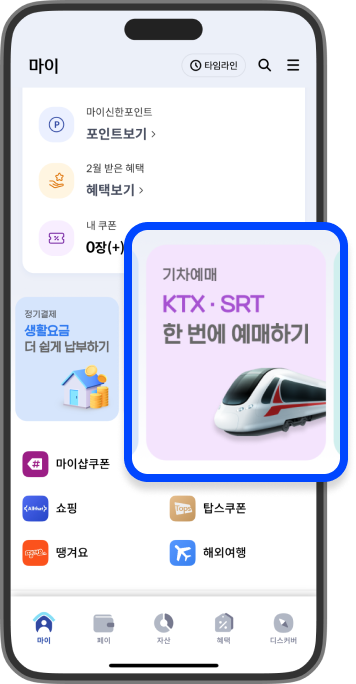 마이
타임라인
P
마이신한포인트
포인트보기 >
2월 받은 혜택
혜택보기 >
내 쿠폰
0장(+)
기차예매
KTX · SRT
한 번에 예매하기
정기결제
생활요금
더 쉽게 납부하기
마이샵쿠폰
쇼핑
Tops
탑스쿠폰
땡겨요
해외여행
마이
페이
자산
혜택
디스커버